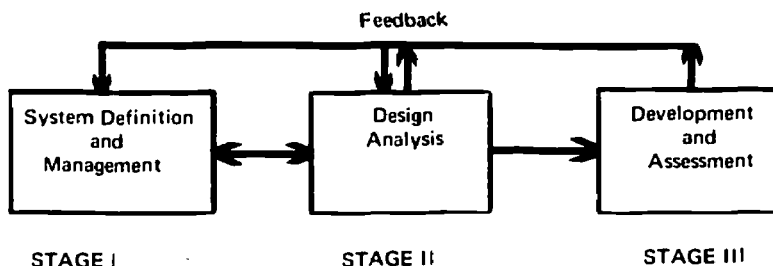 Feedback
System Definition
and
Management
Design
Analysis
Development
and
Assessment
STAGE I
STAGE II
STAGE III